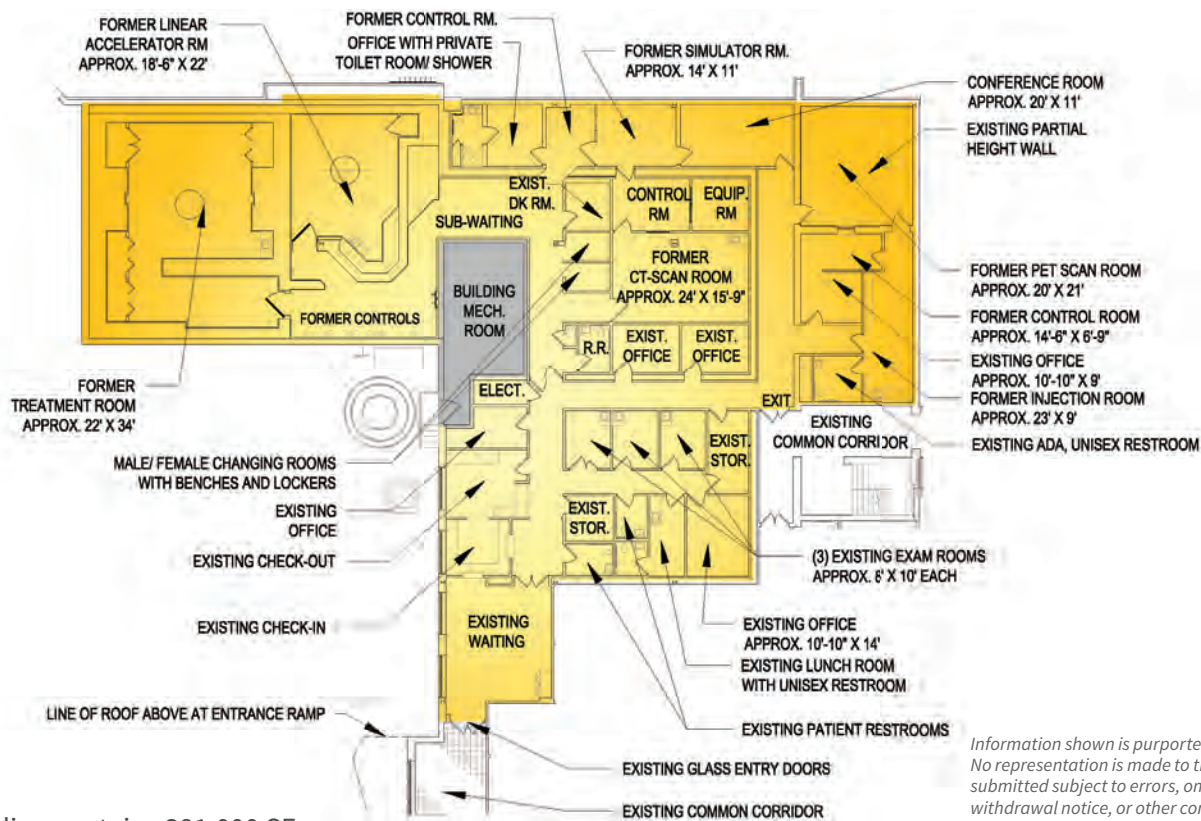 FORMER LINEAR
ACCELERATOR RM
APPROX. 18'-6" X 22'
FORMER CONTROL RM.
OFFICE WITH PRIVATE
TOILET ROOM/ SHOWER
FORMER SIMULATOR RM.
APPROX. 14' X 11'
CONFERENCE ROOM
APPROX. 20' X 11'
EXISTING PARTIAL
HEIGHT WALL
EXIST.
DK RM.
CONTROL
RM
EQUIP.
RM
SUB-WAITING
FORMER
CT-SCAN ROOM
APPROX. 24' X 15'-9"
BUILDING
MECH.
ROOM
FORMER CONTROLS
R.R.
EXIST.
OFFICE
EXIST.
OFFICE
FORMER PET SCAN ROOM
APPROX. 20' X 21'
FORMER CONTROL ROOM
APPROX. 14'-6" X 6'-9"
EXISTING OFFICE
APPROX. 10'-10" X 9'
FORMER INJECTION ROOM
APPROX. 23' X 9'
EXISTING ADA, UNISEX RESTROOM
FORMER
TREATMENT ROOM
APPROX. 22' X 34'
ELECT.
EXIT
EXISTING
COMMON CORRIDOR
MALE/ FEMALE CHANGING ROOMS
WITH BENCHES AND LOCKERS
EXIST.
STOR.
EXISTING
OFFICE
EXIST.
STOR.
EXISTING CHECK-OUT
(3) EXISTING EXAM ROOMS
APPROX. 8' X 10' EACH
EXISTING CHECK-IN
EXISTING
WAITING
EXISTING OFFICE
APPROX. 10'-10" X 14'
EXISTING LUNCH ROOM
WITH UNISEX RESTROOM
LINE OF ROOF ABOVE AT ENTRANCE RAMP
EXISTING PATIENT RESTROOMS
EXISTING GLASS ENTRY DOORS
EXISTING COMMON CORRIDOR
Information shown is purporte
No representation is made to t
submitted subject to errors, om
withdrawal notice, or other co